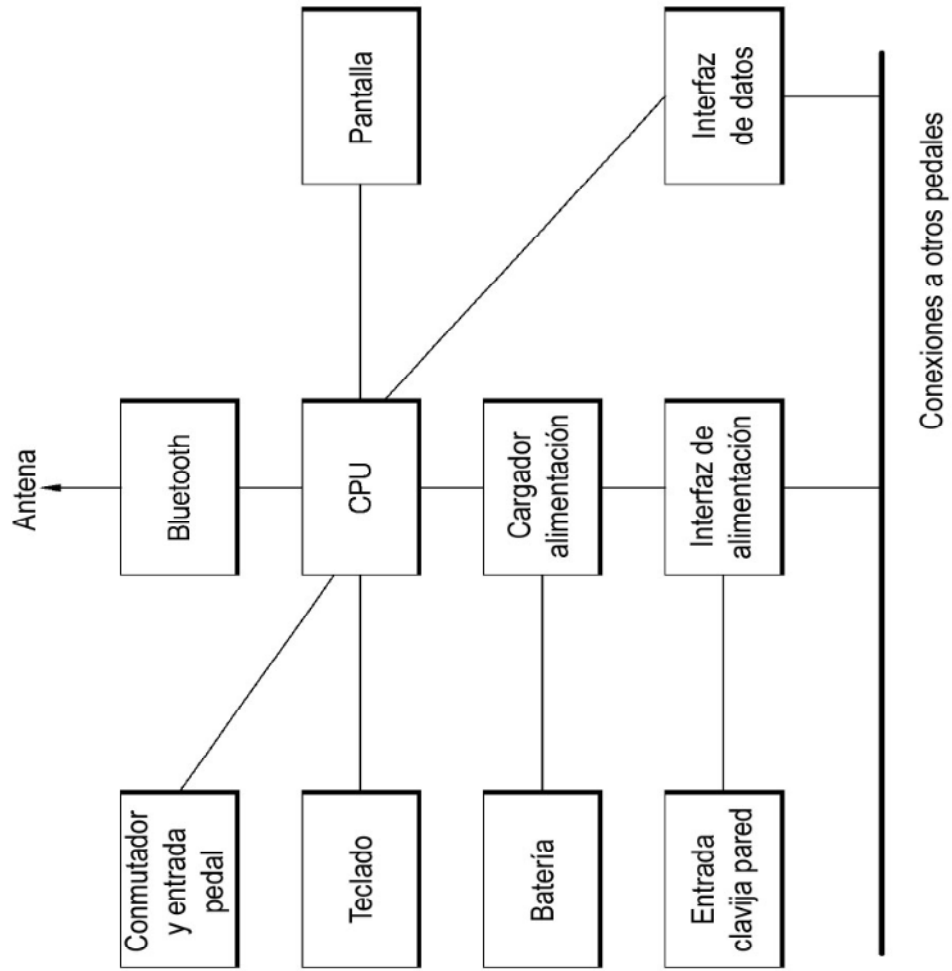 Antena
Conmutador
y entrada
pedal
Bluetooth
Teclado
CPU
Pantalla
Batería
Cargador
alimentación
Entrada
clavija pared
Interfaz de
alimentación
Interfaz
de datos
Conexiones a otros pedales